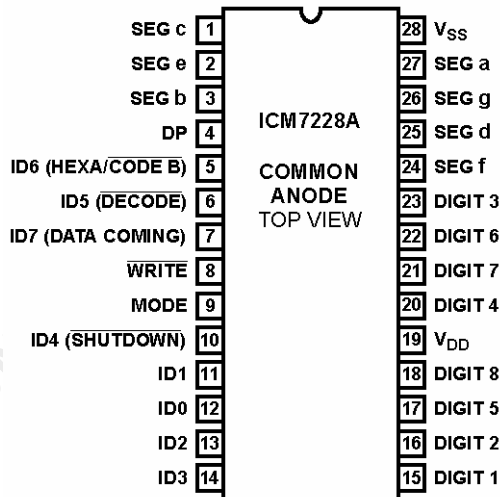 SEG c 1 28 VSS
SEG e 2 27 SEG a
SEG b 3 26 SEG g
DP 4 ICM7228A 25 SEG d
ID6 (HEXA/CODE B) 5 24 SEG f
COMMON
ID5 (DECODE) 6 ANODE 23 DIGIT 3
TOP VIEW
ID7 (DATA COMING) 7 22 DIGIT 6
WRITE 8 21 DIGIT 7
MODE 9 20 DIGIT 4
ID4 (SHUTDOWN) 10 19 VDD
ID1 11 18 DIGIT 8
ID0 12 17 DIGIT 5
ID2 13 16 DIGIT 2
ID3 14 15 DIGIT 1